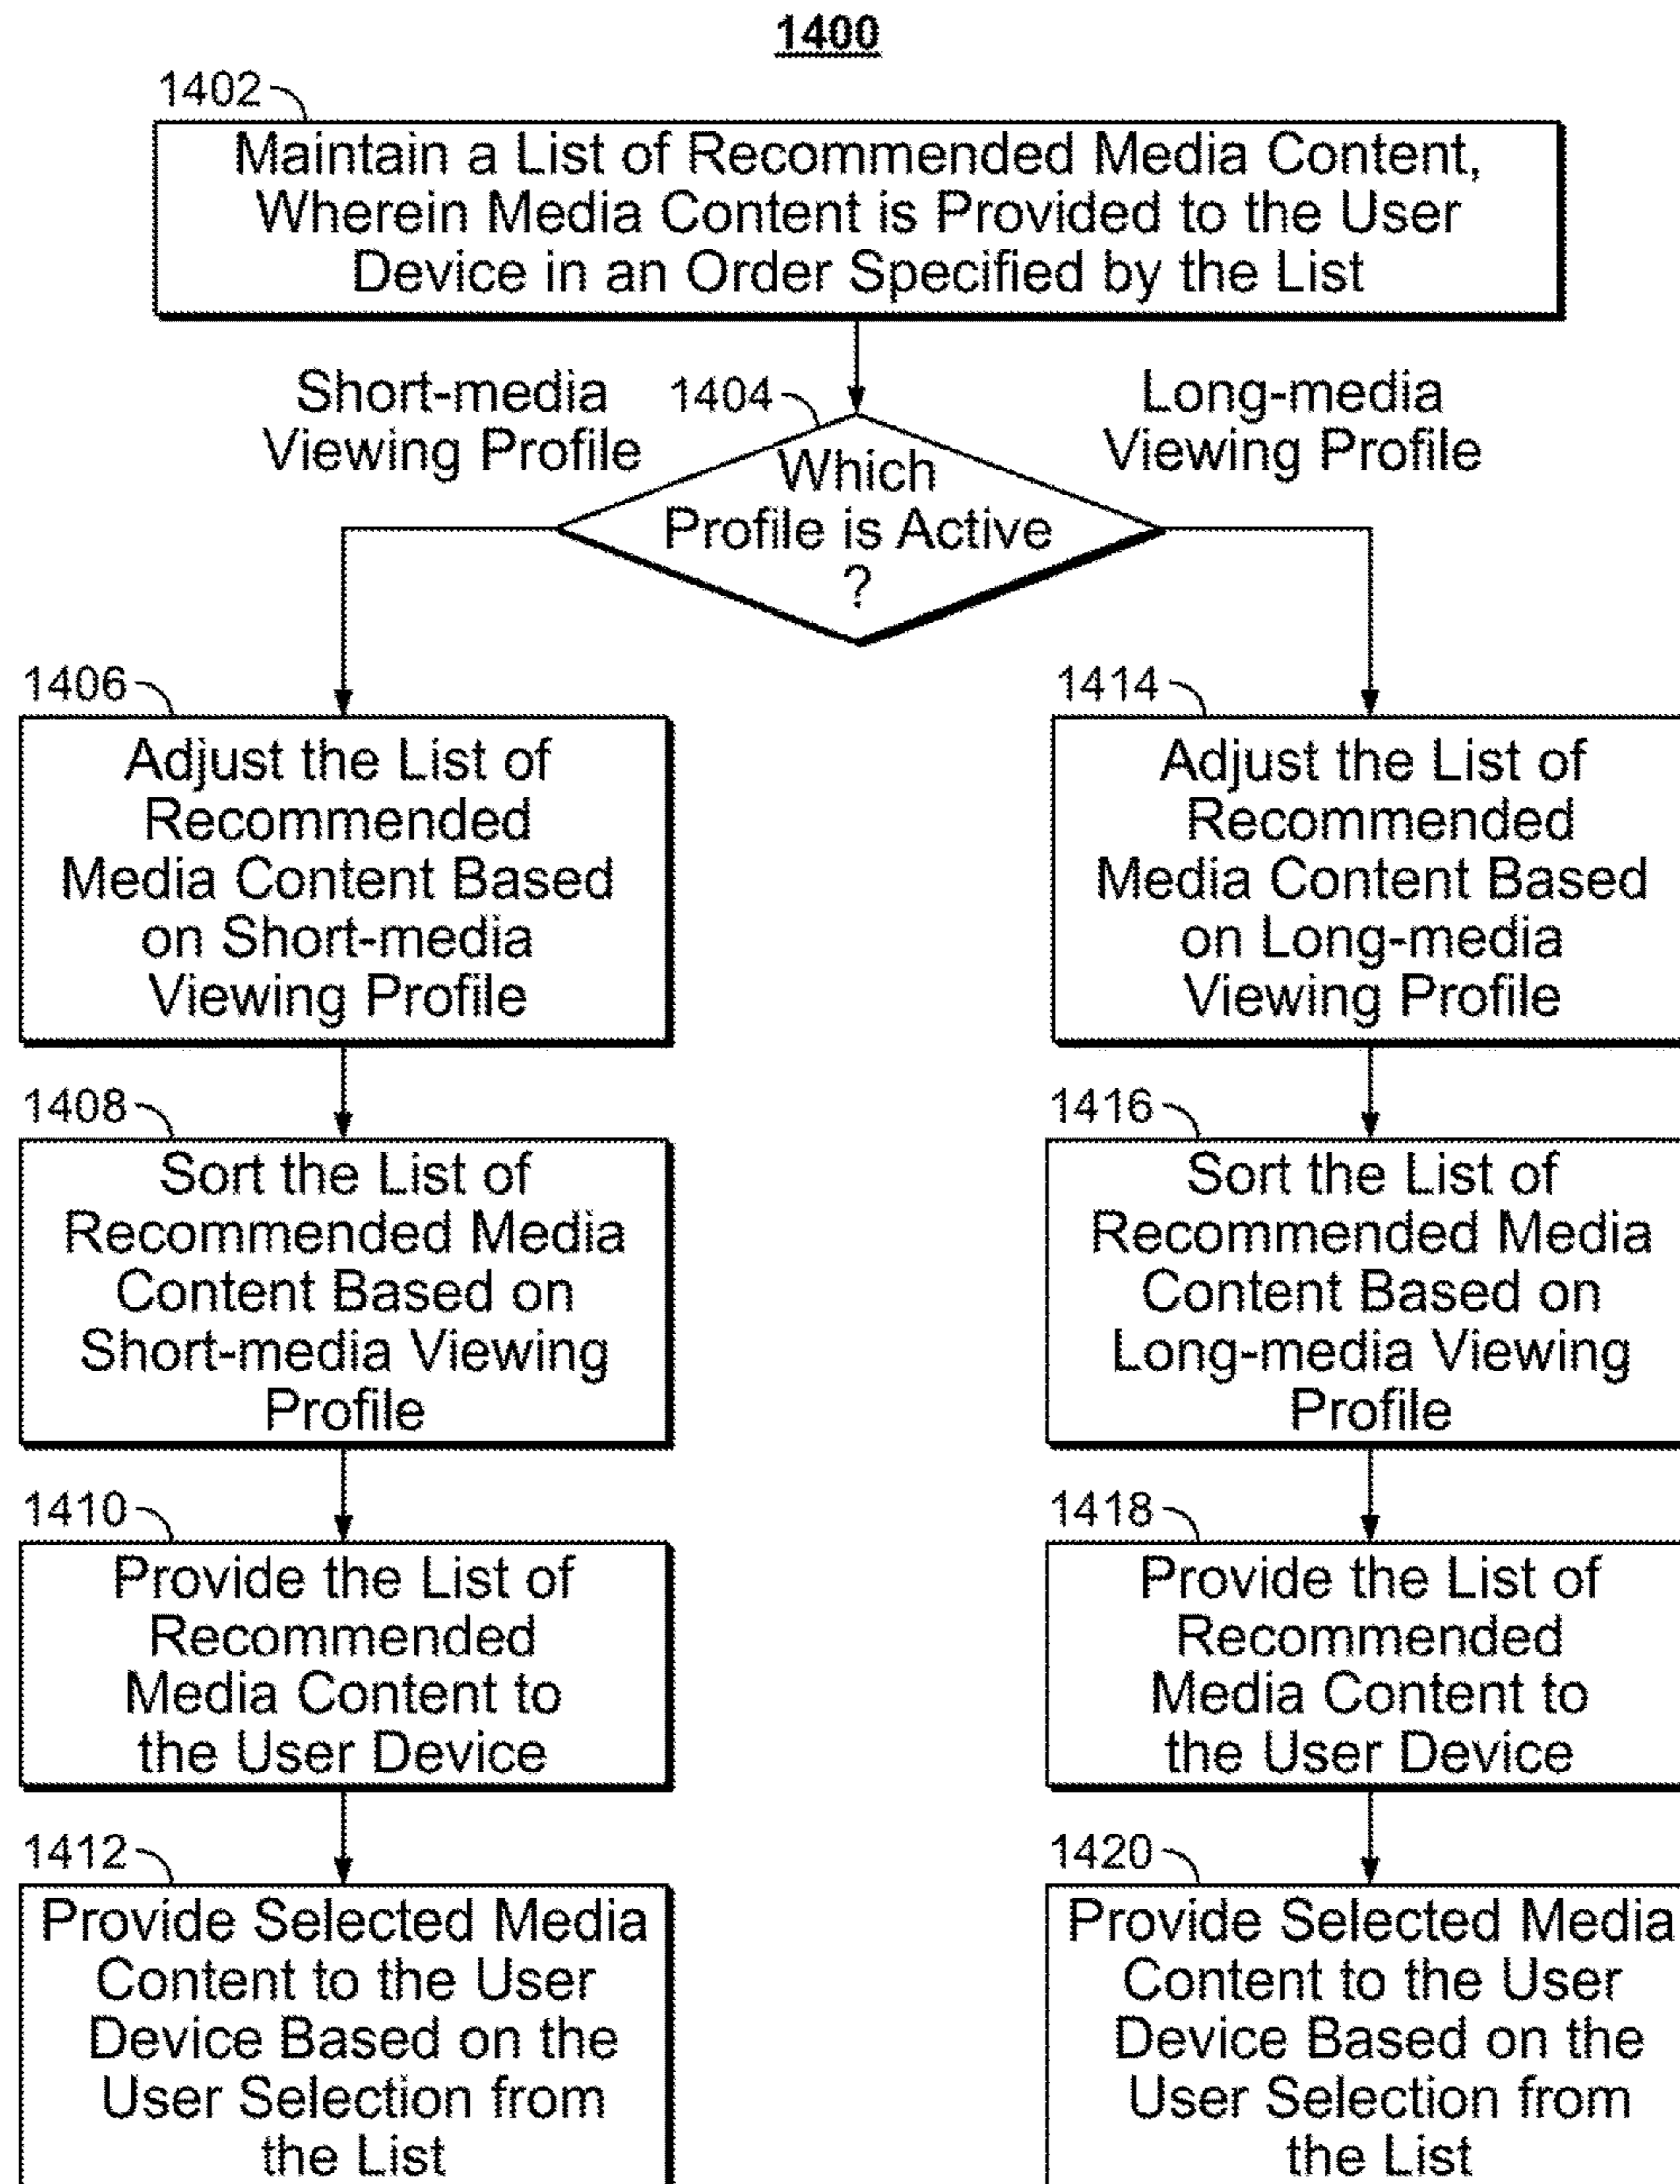 1400
1402
Maintain a List of Recommended Media Content,
Wherein Media Content is Provided to the User
Device in an Order Specified by the List
Short-media
Viewing Profile
1404
Long-media
Viewing Profile
Which
Profile is Active
?
1406
Adjust the List of
Recommended
Media Content Based
on Short-media
Viewing Profile
1408
Sort the List of
Recommended Media
Content Based on
Short-media Viewing
Profile
1410
Provide the List of
Recommended
Media Content to
the User Device
1412
Provide Selected Media
Content to the User
Device Based on the
User Selection from
the List
1414
Adjust the List of
Recommended
Media Content Based
on Long-media
Viewing Profile
1416
Sort the List of
Recommended Media
Content Based on
Long-media Viewing
Profile
1418
Provide the List of
Recommended
Media Content to
the User Device
1420
Provide Selected Media
Content to the User
Device Based on the
User Selection from
the List